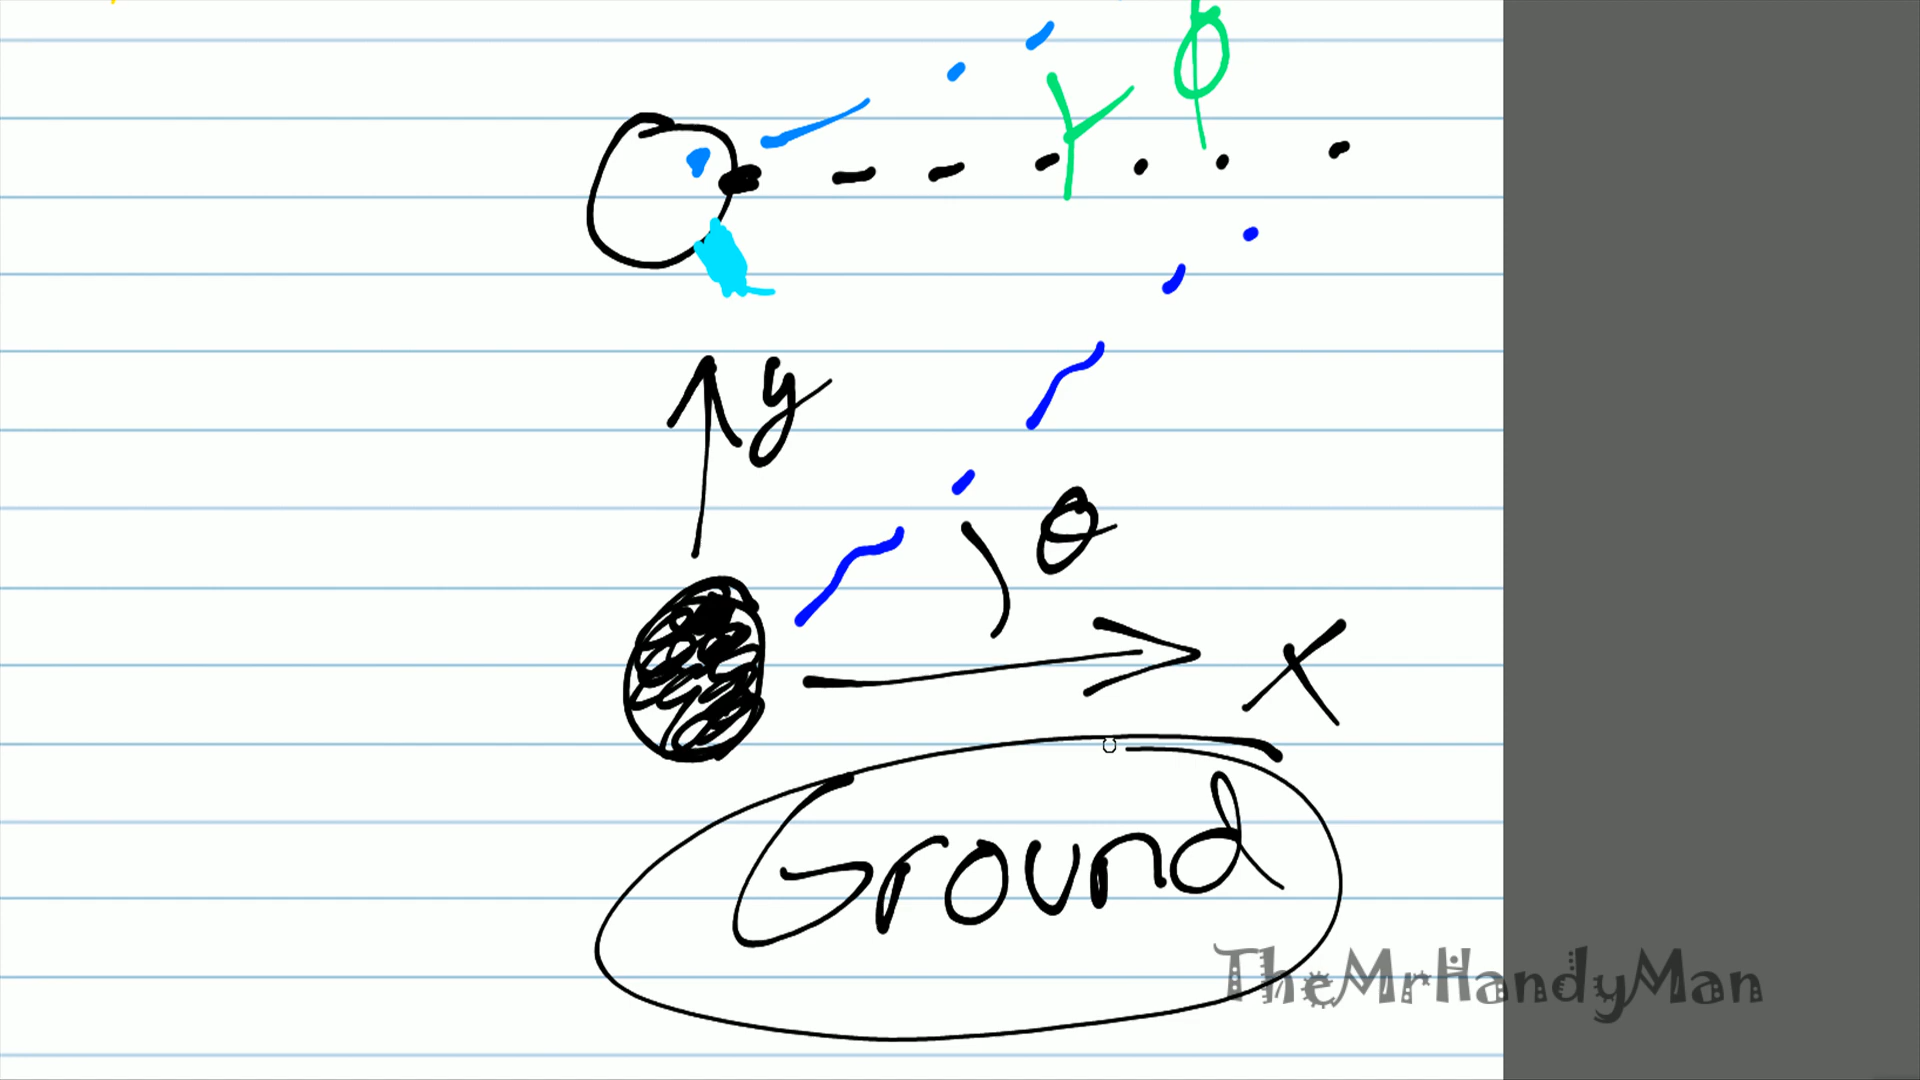 ϕ
Y
y
θ
X
Ground
TheMrHandyMan